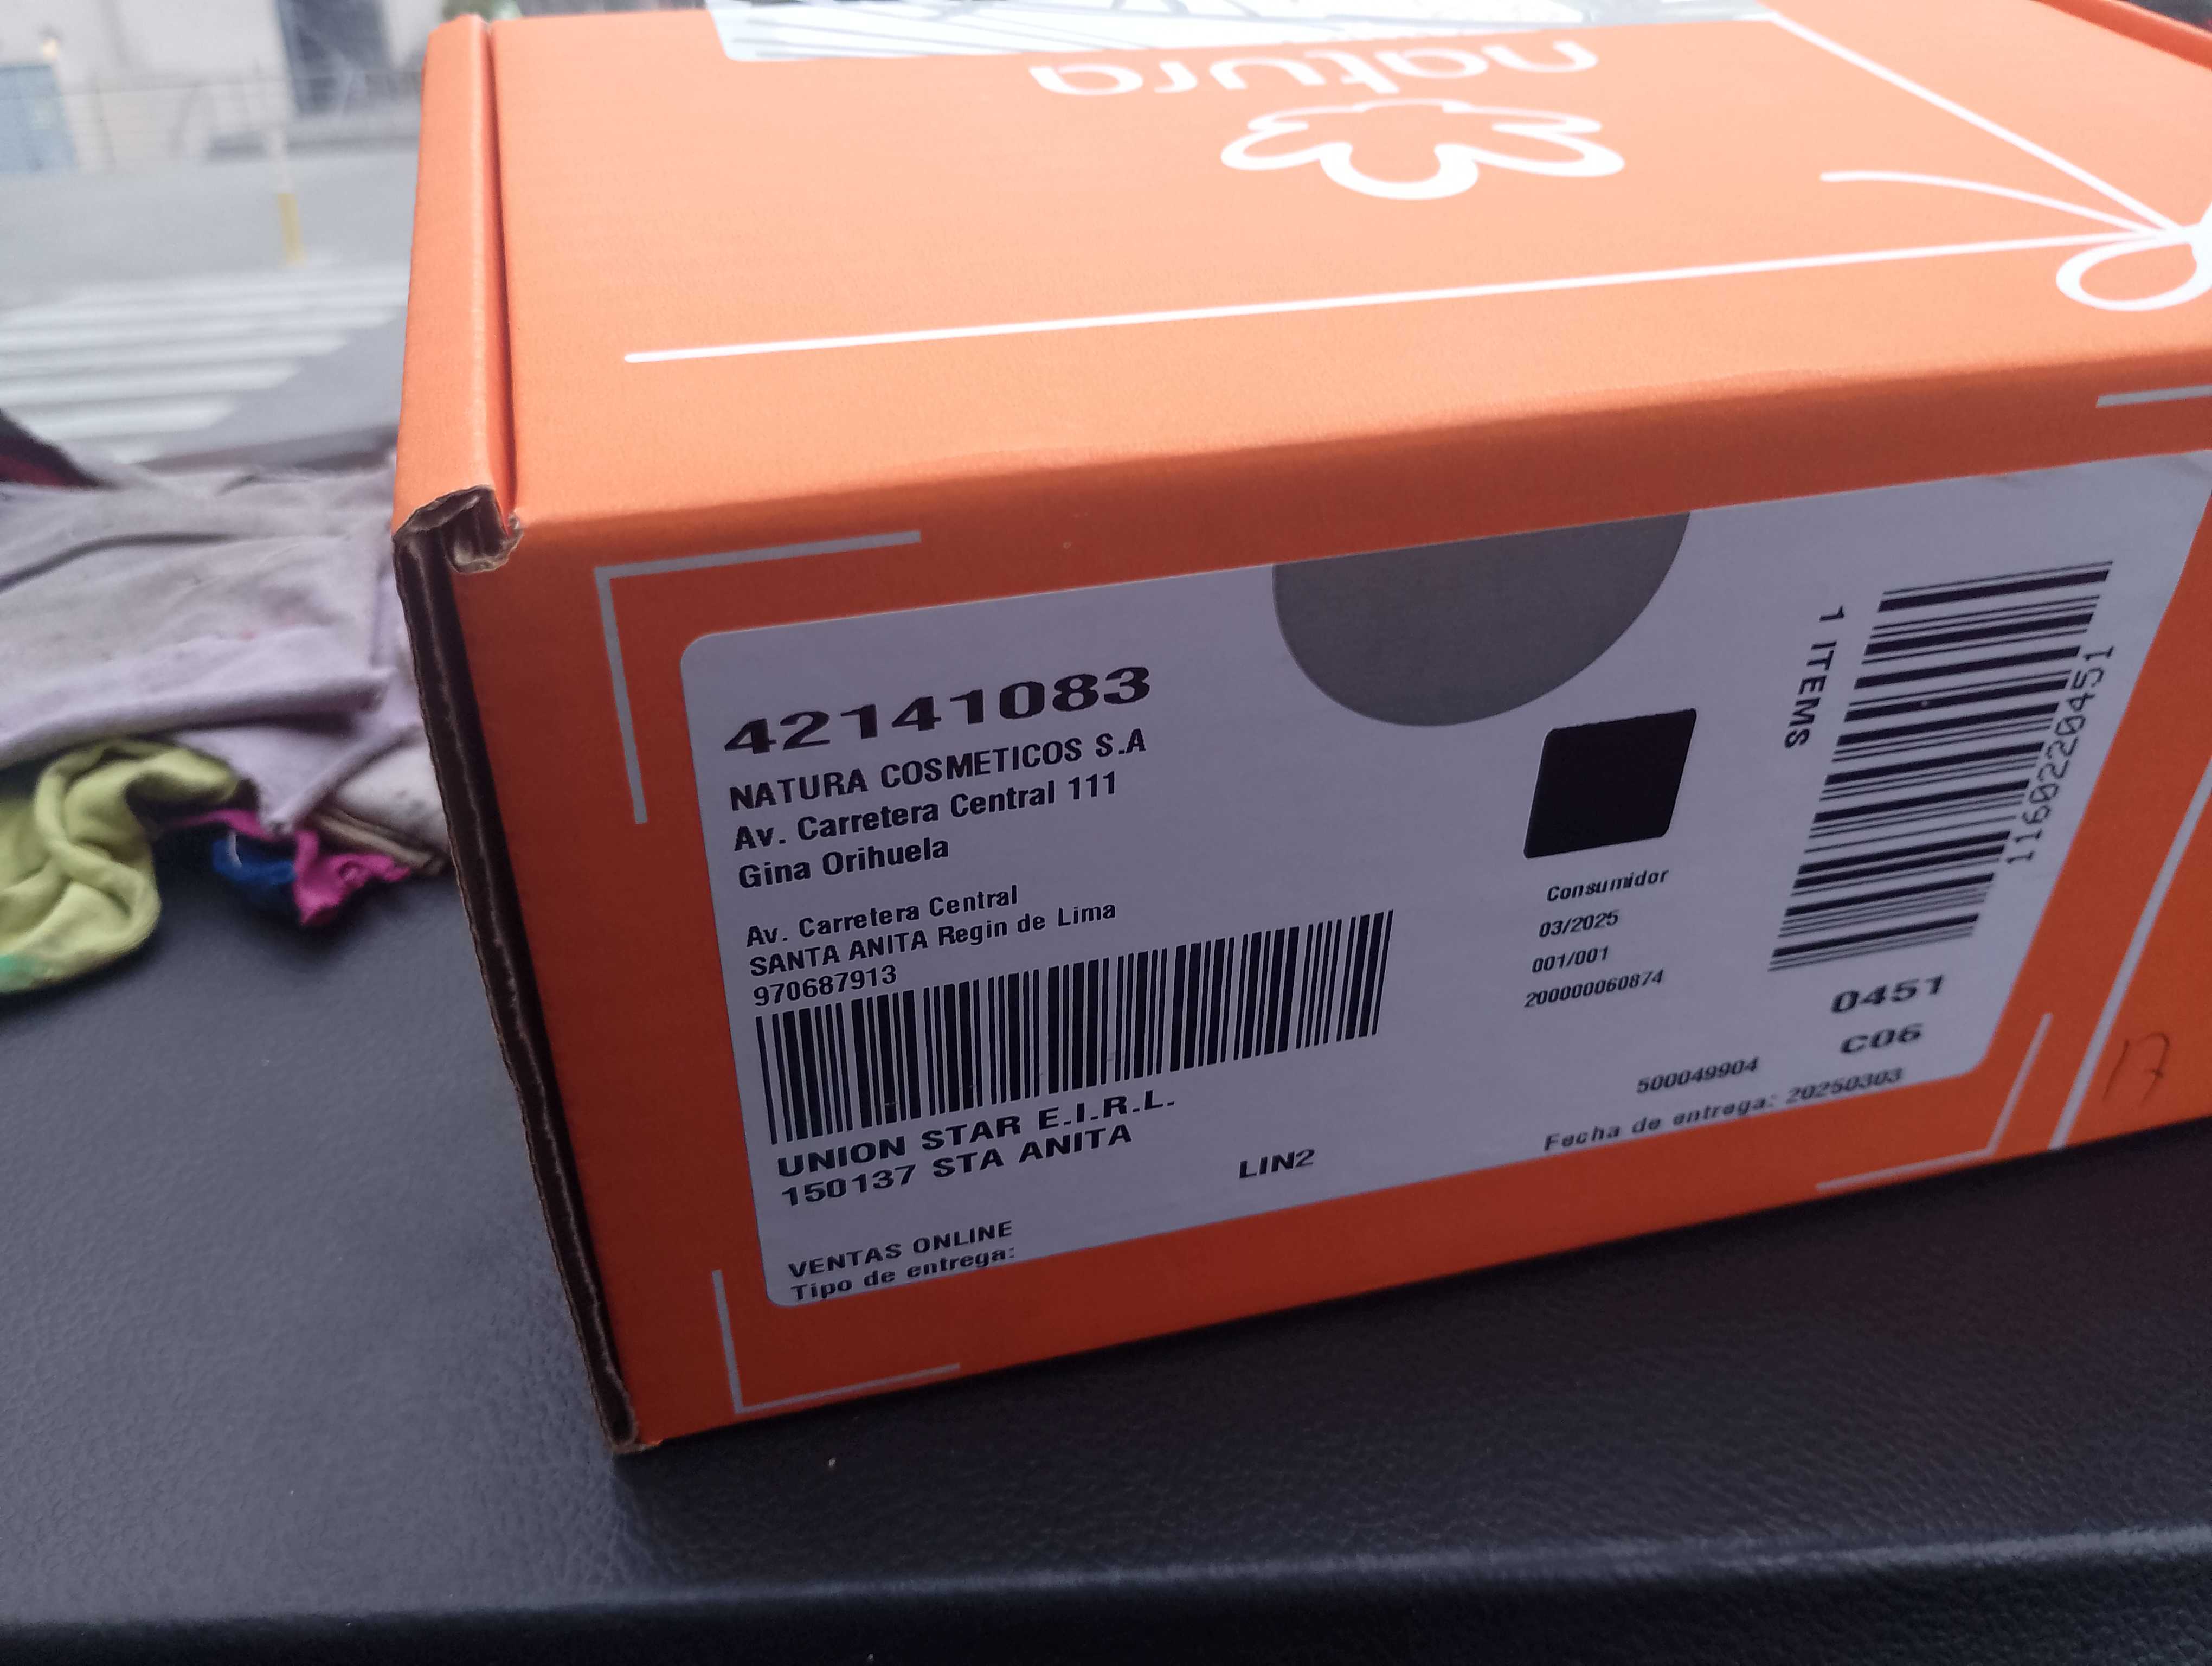 natura
42141083
NATURA COSMETICOS S.A
Av. Carretera Central 111
Gina Orihuela
Av. Carretera Central
SANTA ANITA Regin de Lima
970687913
UNION STAR E.I.R.L.
150137 STA ANITA
LIN2
VENTAS ONLINE
Tipo de entrega:
Consumidor
03/2025
001/001
200000060874
1 ITEMS
1160220451
0451
C06
500049904
Fecha de entrega: 20250303
17